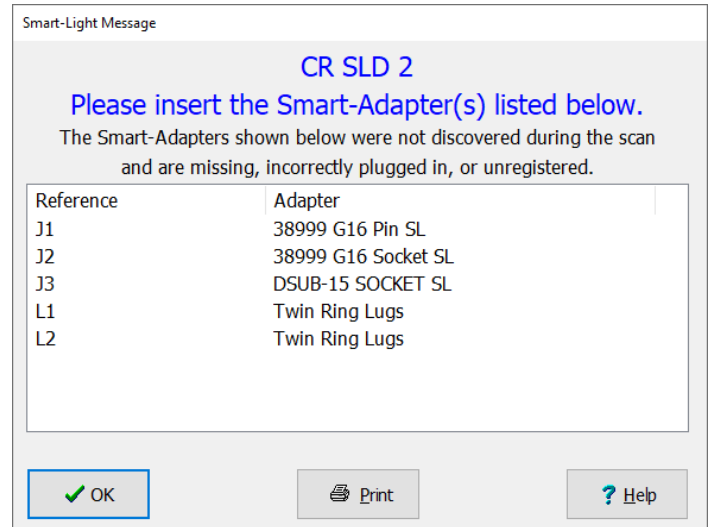 Smart-Light Message
CR SLD 2
Please insert the Smart-Adapter(s) listed below.
The Smart-Adapters shown below were not discovered during the scan
and are missing, incorrectly plugged in, or unregistered.
Reference Adapter
J1 38999 G16 Pin SL
J2 38999 G16 Socket SL
J3 DSUB-15 SOCKET SL
L1 Twin Ring Lugs
L2 Twin Ring Lugs
OK Print ? Help